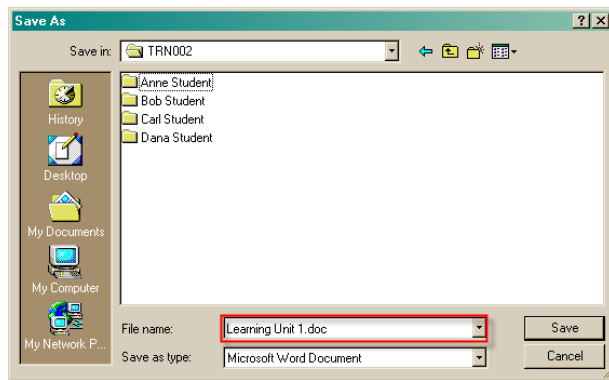 Save As
Save in:
TRN002
History
Desktop
My Documents
My Computer
My Network P...
Anne Student
Bob Student
Carl Student
Dana Student
File name:
Learning Unit 1.doc
Save
Save as type:
Microsoft Word Document
Cancel